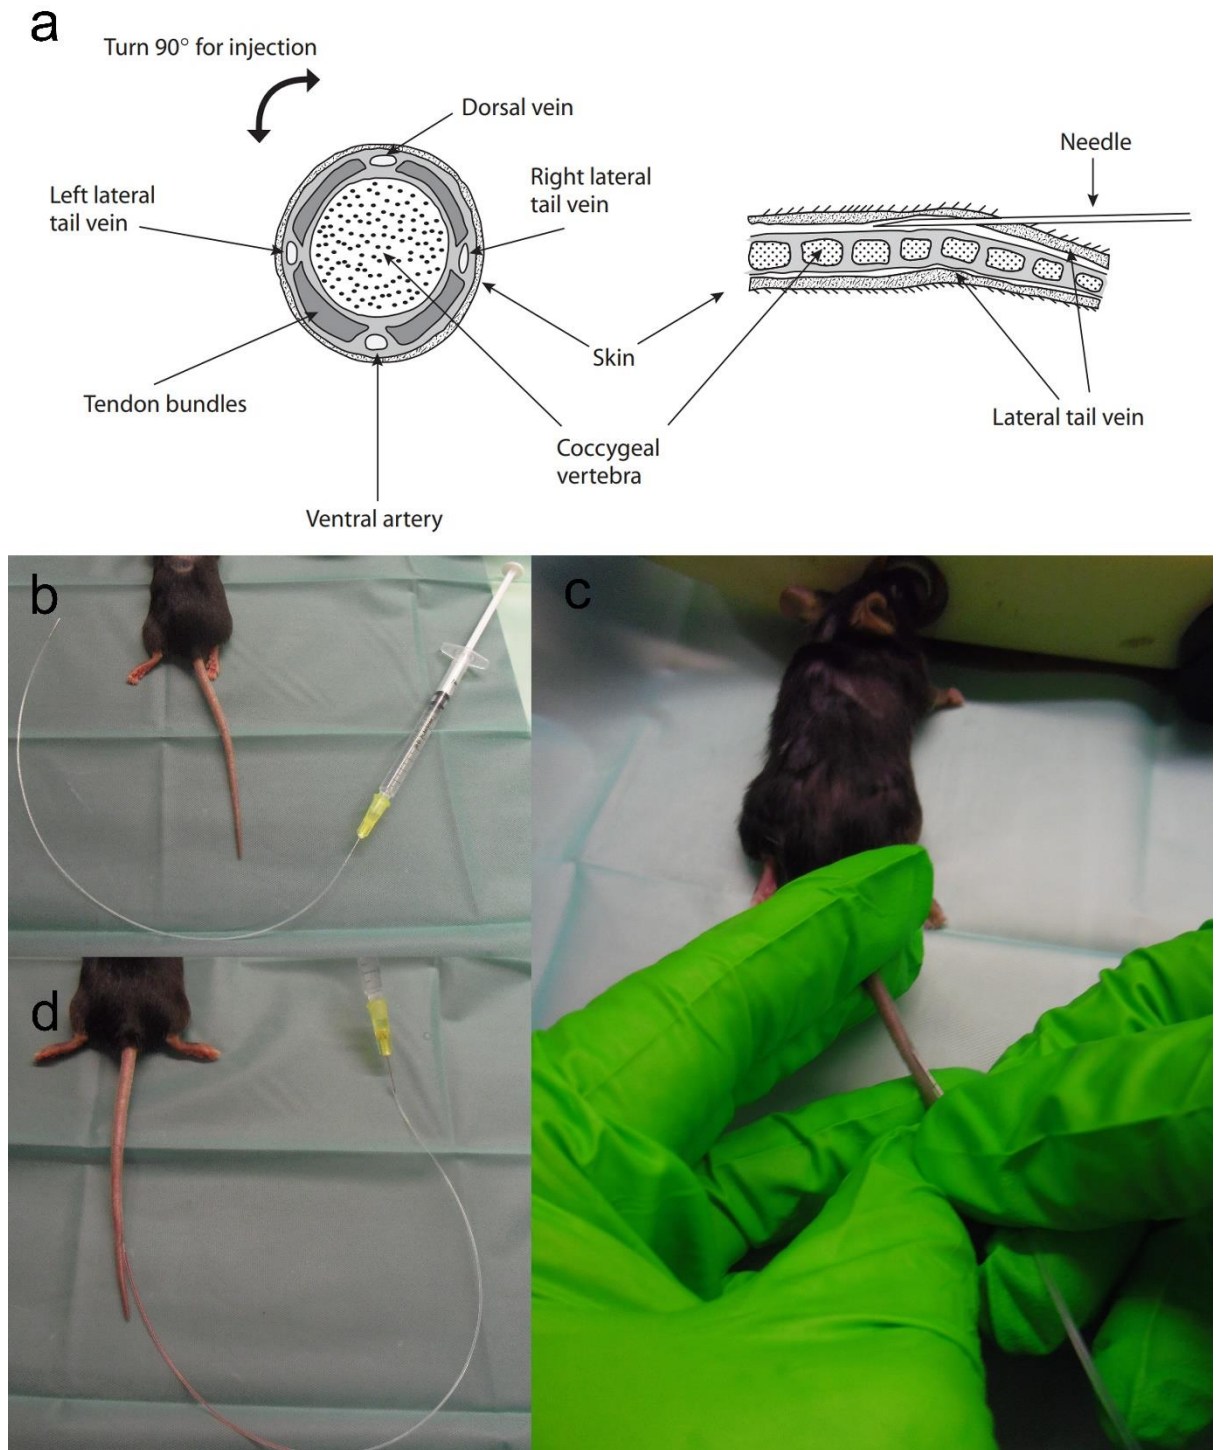 a
Turn 90° for injection
Dorsal vein
Needle
Left lateral
tail vein
Right lateral
tail vein
Skin
Tendon bundles
Lateral tail vein
Coccygeal
vertebra
Ventral artery
b
c
d